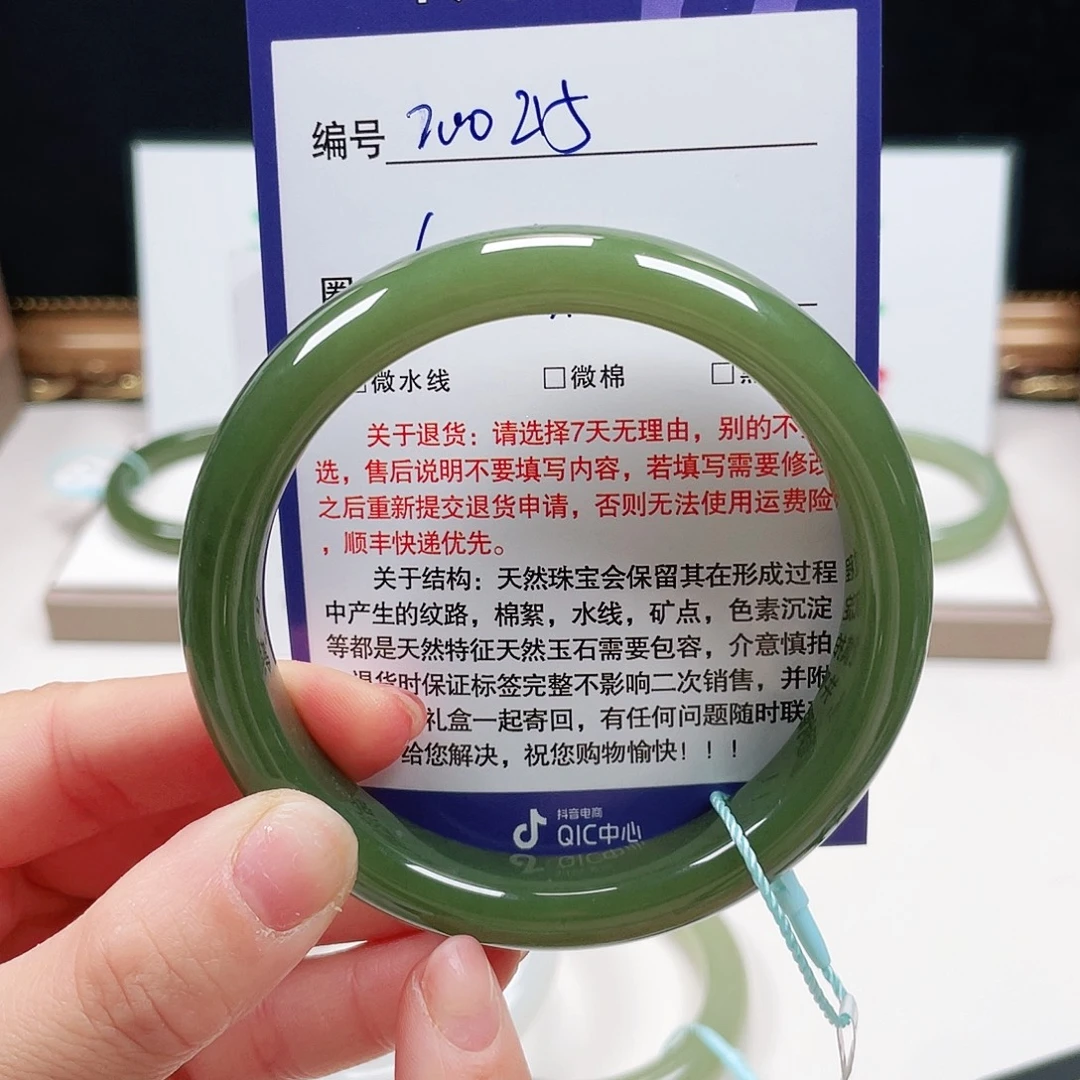 编号
圈
微水线 □微棉 □
关于退货：请选择7天无理由，别的不
选，售后说明不要填写内容，若填写需要修改
之后重新提交退货申请，否则无法使用运费险
，顺丰快递优先。
关于结构：天然珠宝会保留其在形成过程
中产生的纹路，棉絮，水线，矿点，色素沉淀
等都是天然特征天然玉石需要包容，介意慎拍
退货时保证标签完整不影响二次销售，并附
礼盒一起寄回，有任何问题随时联
给您解决，祝您购物愉快！！！
抖音电商
QIC中心